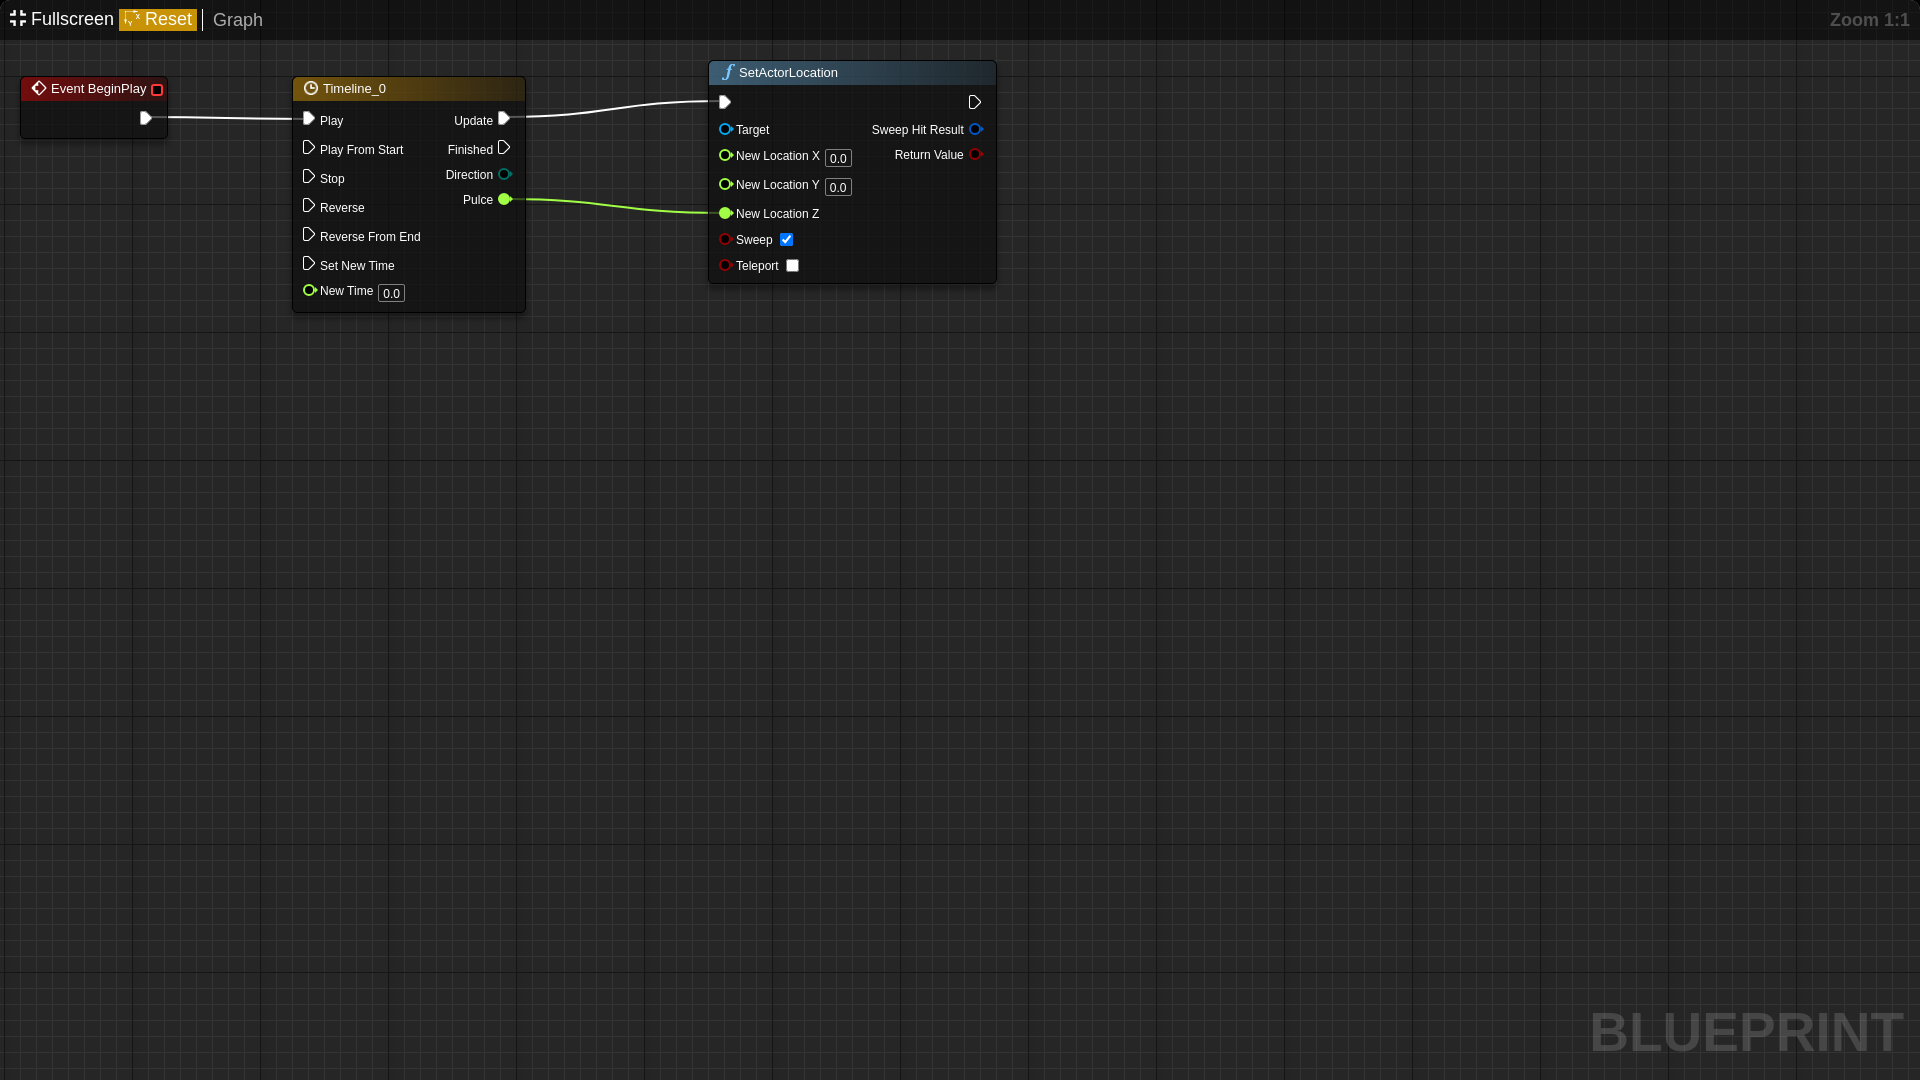 Fullscreen Reset Graph Zoom 1:1
Event BeginPlay
Timeline_0
Play Update
Play From Start Finished
Stop Direction
Reverse Pulce
Reverse From End
Set New Time
New Time 0.0
SetActorLocation
Target Sweep Hit Result
New Location X 0.0 Return Value
New Location Y 0.0
New Location Z
Sweep
Teleport
BLUEPRINT